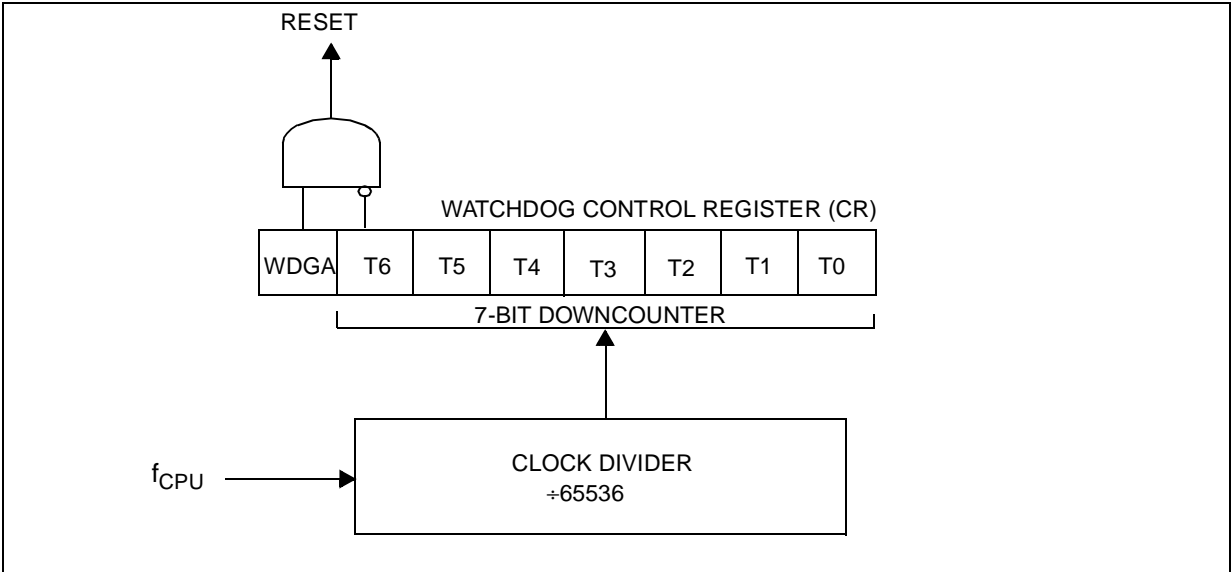 RESET
WATCHDOG CONTROL REGISTER (CR)
WDGA T6 T5 T4 T3 T2 T1 T0
7-BIT DOWNCOUNTER
fCPU
CLOCK DIVIDER
÷65536